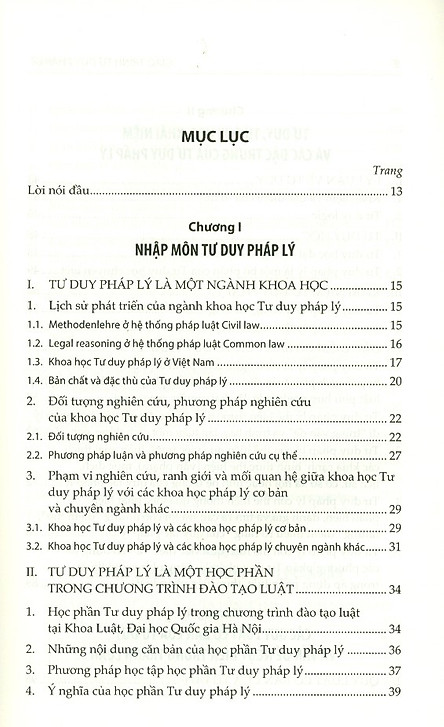 MỤC LỤC
Trang
Lời nói đầu....................13
Chương I
NHẬP MÔN TƯ DUY PHÁP LÝ
I. TƯ DUY PHÁP LÝ LÀ MỘT NGÀNH KHOA HỌC....................15
1. Lịch sử phát triển của ngành khoa học Tư duy pháp lý....................15
1.1. Methodenlehre ở hệ thống pháp luật Civil law....................15
1.2. Legal reasoning ở hệ thống pháp luật Common law....................16
1.3. Khoa học Tư duy pháp lý ở Việt Nam....................17
1.4. Bản chất và đặc thù của Tư duy pháp lý....................20
2. Đối tượng nghiên cứu, phương pháp nghiên cứu
của khoa học Tư duy pháp lý....................22
2.1. Đối tượng nghiên cứu....................22
2.2. Phương pháp luận và phương pháp nghiên cứu cụ thể....................27
3. Phạm vi nghiên cứu, ranh giới và mối quan hệ giữa khoa học Tư
duy pháp lý với các khoa học pháp lý cơ bản
và chuyên ngành khác....................29
3.1. Khoa học Tư duy pháp lý và các khoa học pháp lý cơ bản....................29
3.2. Khoa học Tư duy pháp lý và các khoa học pháp lý chuyên ngành khác....................31
II. TƯ DUY PHÁP LÝ LÀ MỘT HỌC PHẦN
TRONG CHƯƠNG TRÌNH ĐÀO TẠO LUẬT....................34
1. Học phần Tư duy pháp lý trong chương trình đào tạo luật
tại Khoa Luật, Đại học Quốc gia Hà Nội....................34
2. Những nội dung căn bản của học phần Tư duy pháp lý....................36
3. Phương pháp học tập học phần Tư duy pháp lý....................37
4. Ý nghĩa của học phần Tư duy pháp lý....................39